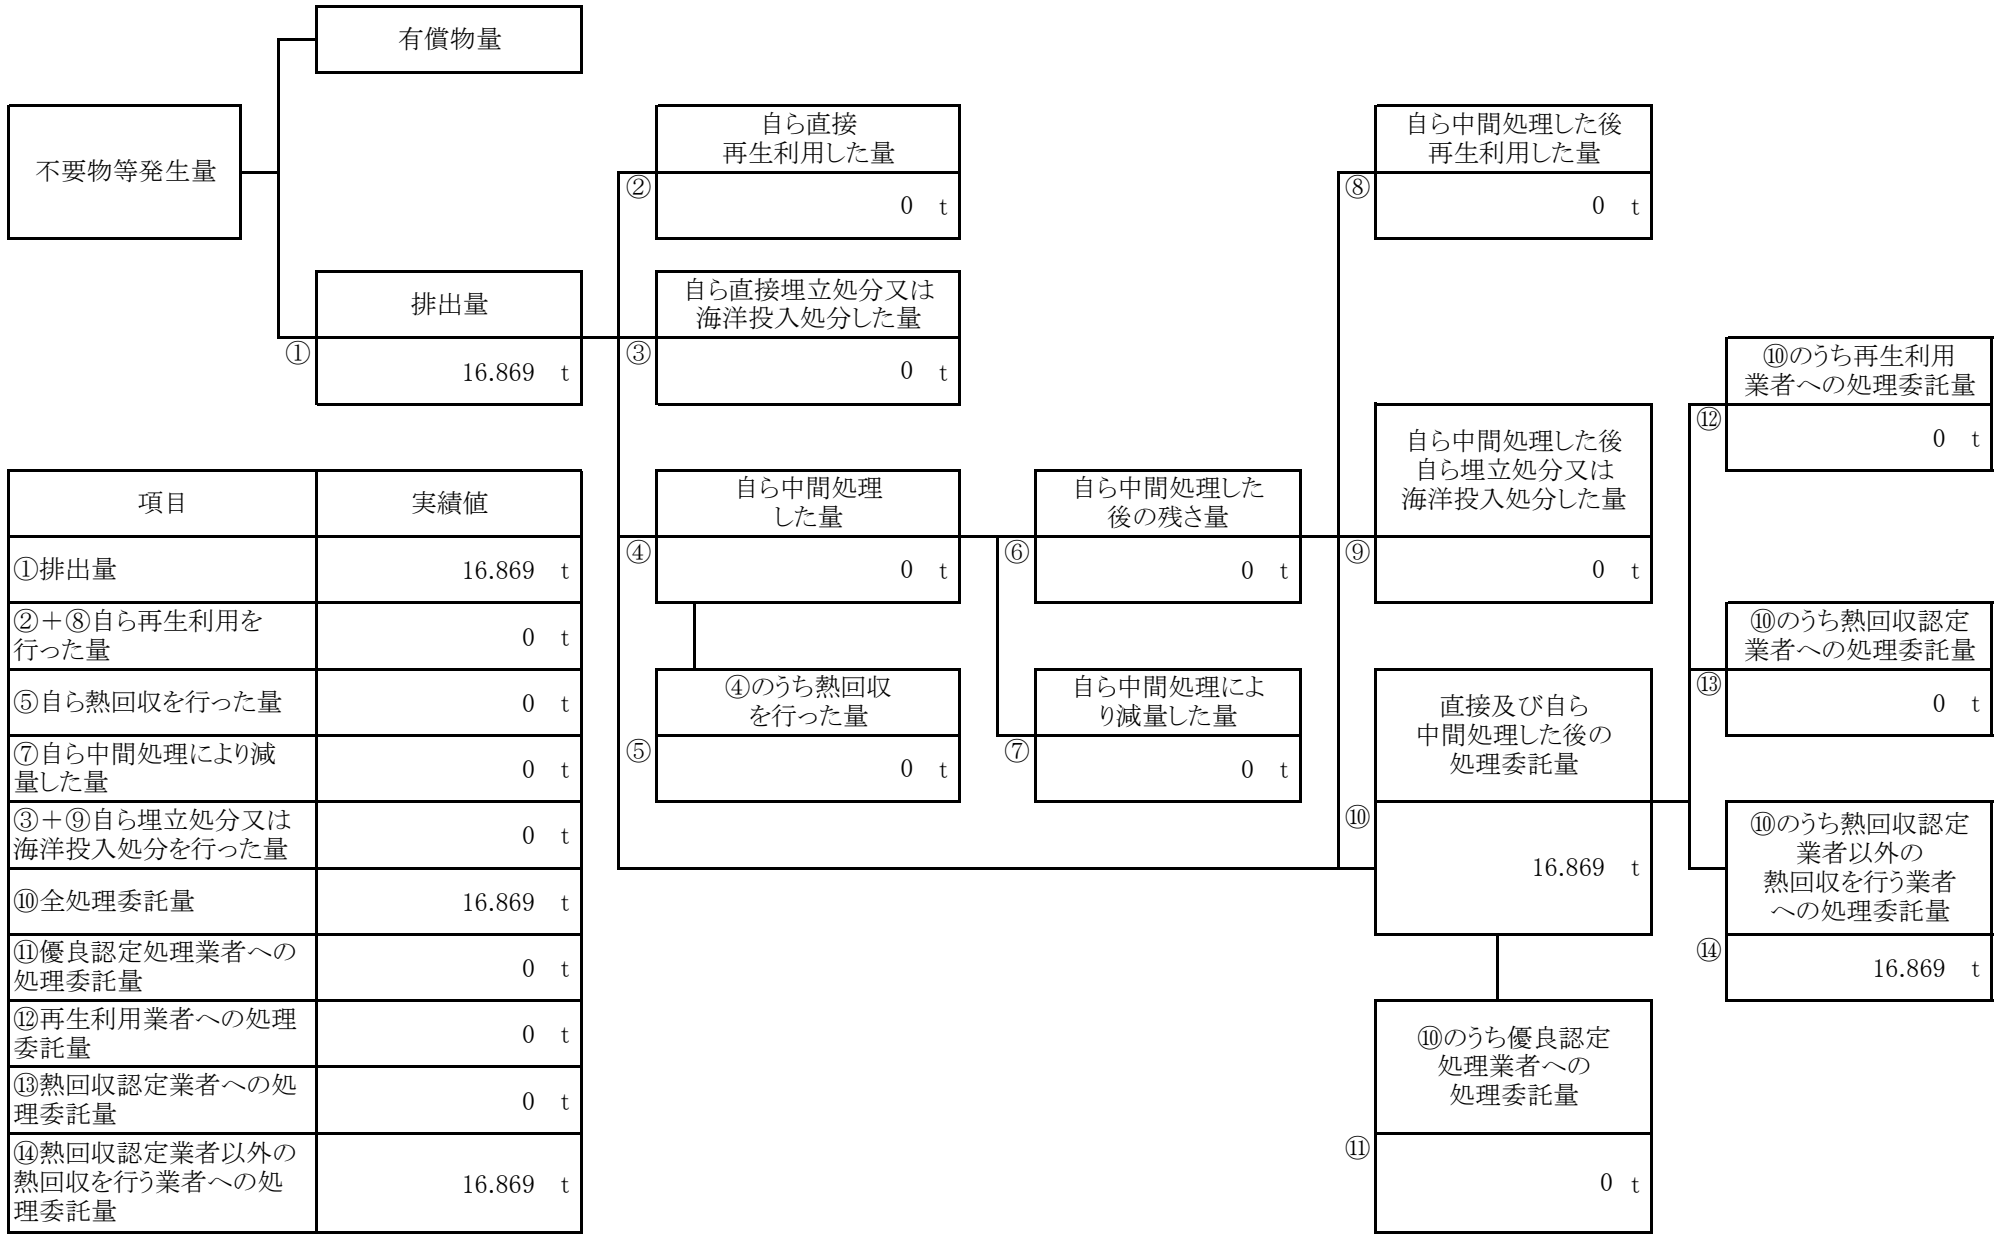 有償物量
不要物等発生量
排出量
①
16.869 t
自ら直接
再生利用した量
②
0 t
自ら直接埋立処分又は
海洋投入処分した量
③
0 t
自ら中間処理
した量
④
0 t
④のうち熱回収
を行った量
⑤
0 t
自ら中間処理した
後の残さ量
⑥
0 t
自ら中間処理によ
り減量した量
⑦
0 t
自ら中間処理した後
再生利用した量
⑧
0 t
自ら中間処理した後
自ら埋立処分又は
海洋投入処分した量
⑨
0 t
直接及び自ら
中間処理した後の
処理委託量
⑩
16.869 t
⑩のうち優良認定
処理業者への
処理委託量
⑪
0 t
⑩のうち再生利用
業者への処理委託量
⑫
0 t
⑩のうち熱回収認定
業者への処理委託量
⑬
0 t
⑩のうち熱回収認定
業者以外の
熱回収を行う業者
への処理委託量
⑭
16.869 t
項目 実績値
①排出量 16.869 t
②＋⑧自ら再生利用を
行った量 0 t
⑤自ら熱回収を行った量 0 t
⑦自ら中間処理により減
量した量 0 t
③＋⑨自ら埋立処分又は
海洋投入処分を行った量 0 t
⑩全処理委託量 16.869 t
⑪優良認定処理業者への
処理委託量 0 t
⑫再生利用業者への処理
委託量 0 t
⑬熱回収認定業者への処
理委託量 0 t
⑭熱回収認定業者以外の
熱回収を行う業者への処
理委託量 16.869 t